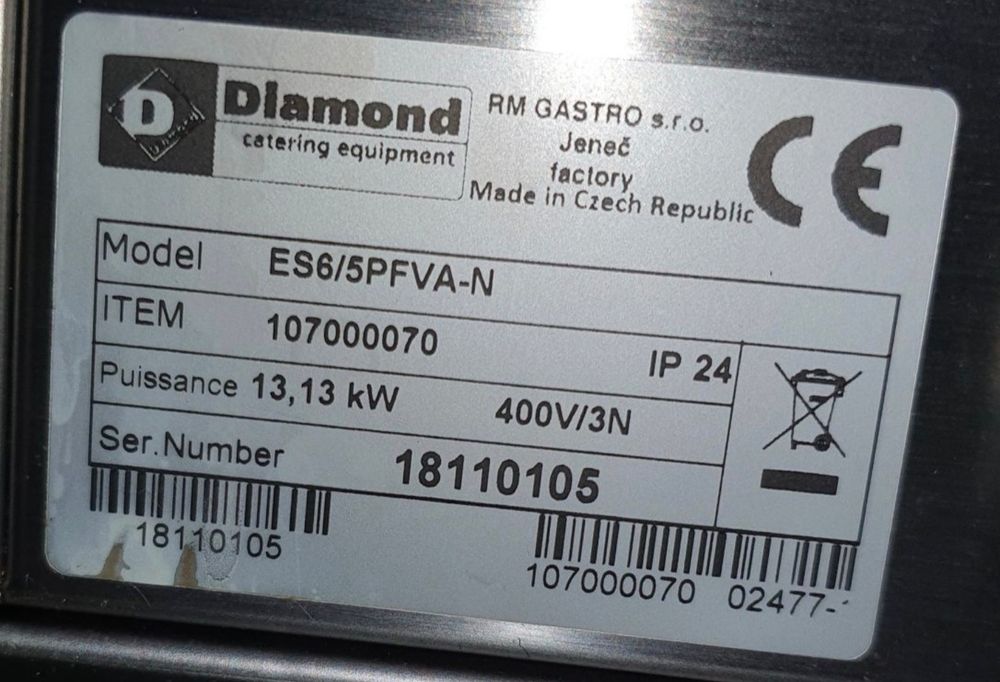 D Diamond
catering equipment
RM GASTRO s.r.o.
Jeneč
factory
Made in Czech Republic
CE
Model ES6/5PFVA-N
ITEM 107000070 IP 24
Puissance 13,13 kW 400V/3N
Ser.Number 18110105
18110105
107000070 02477-